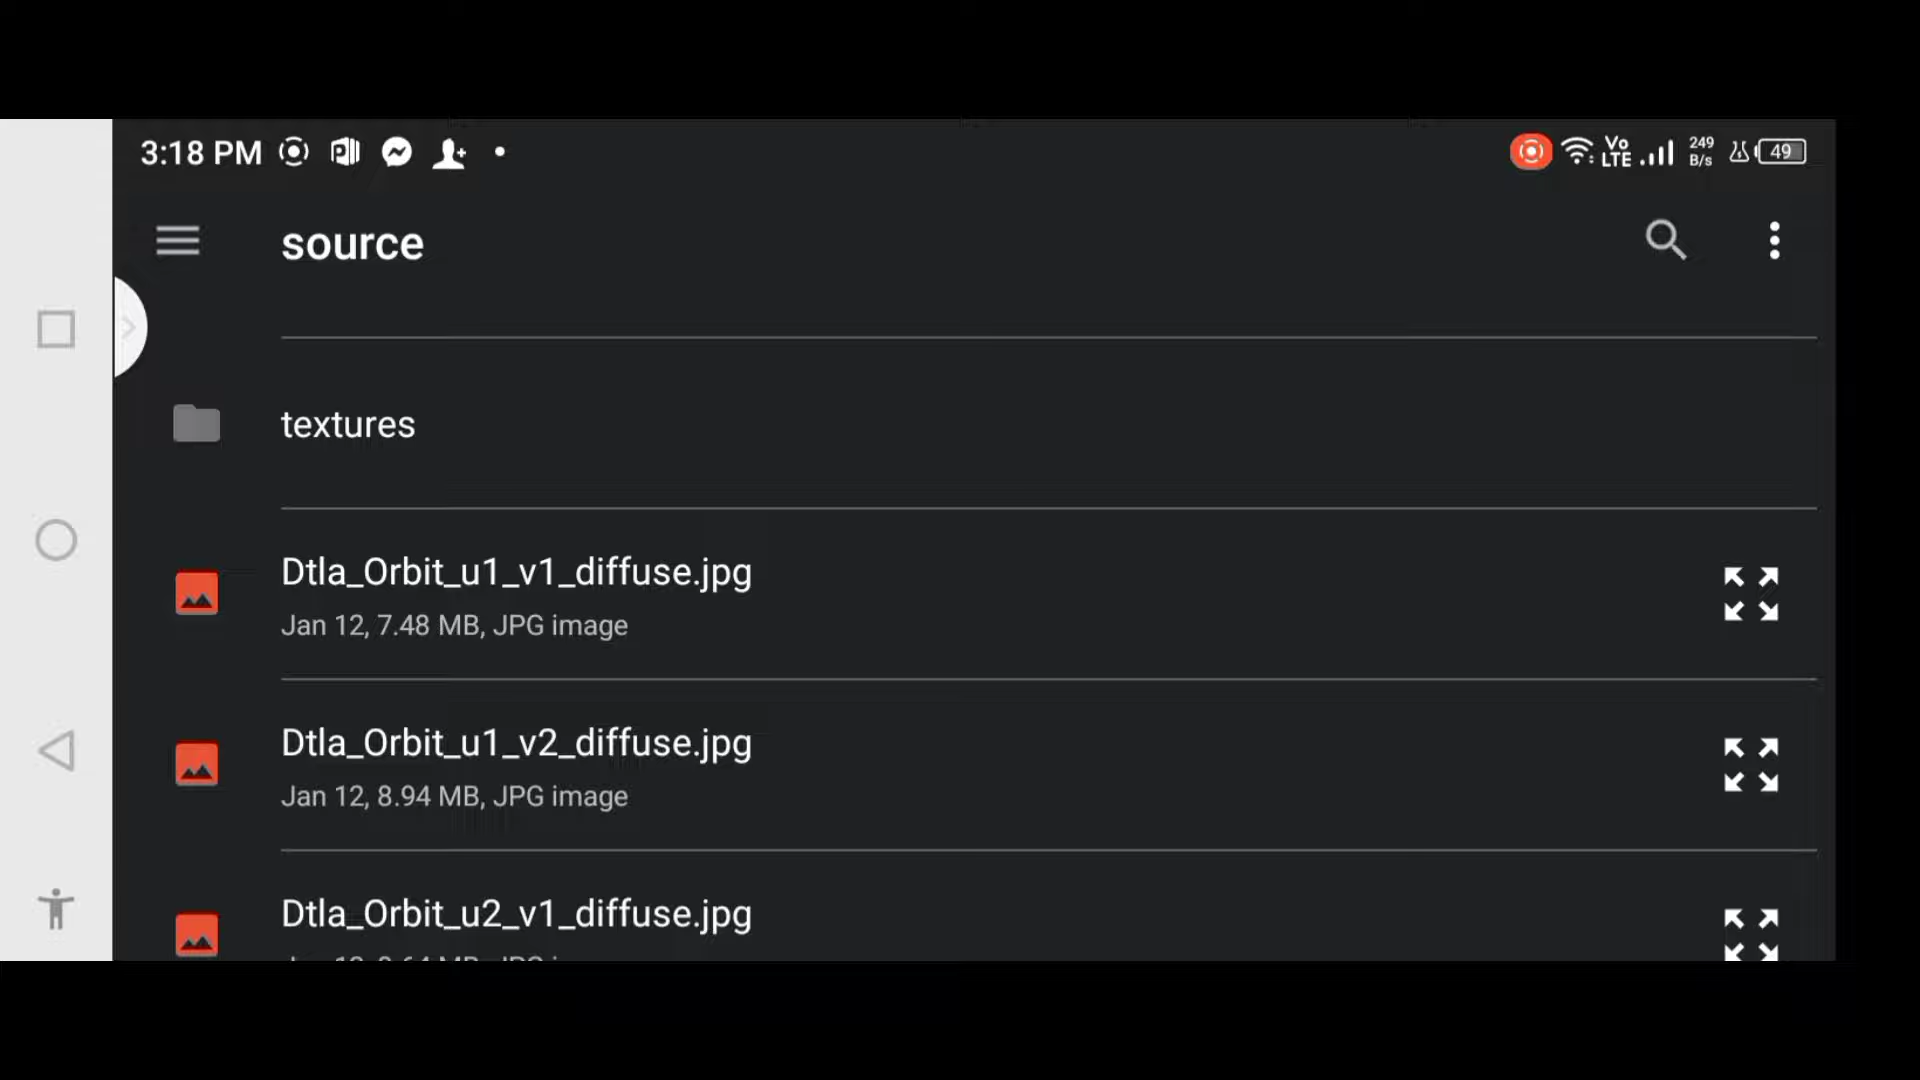 3:18 PM
Vo LTE 249 B/s 49
source
textures
Dtla_Orbit_u1_v1_diffuse.jpg
Jan 12, 7.48 MB, JPG image
Dtla_Orbit_u1_v2_diffuse.jpg
Jan 12, 8.94 MB, JPG image
Dtla_Orbit_u2_v1_diffuse.jpg